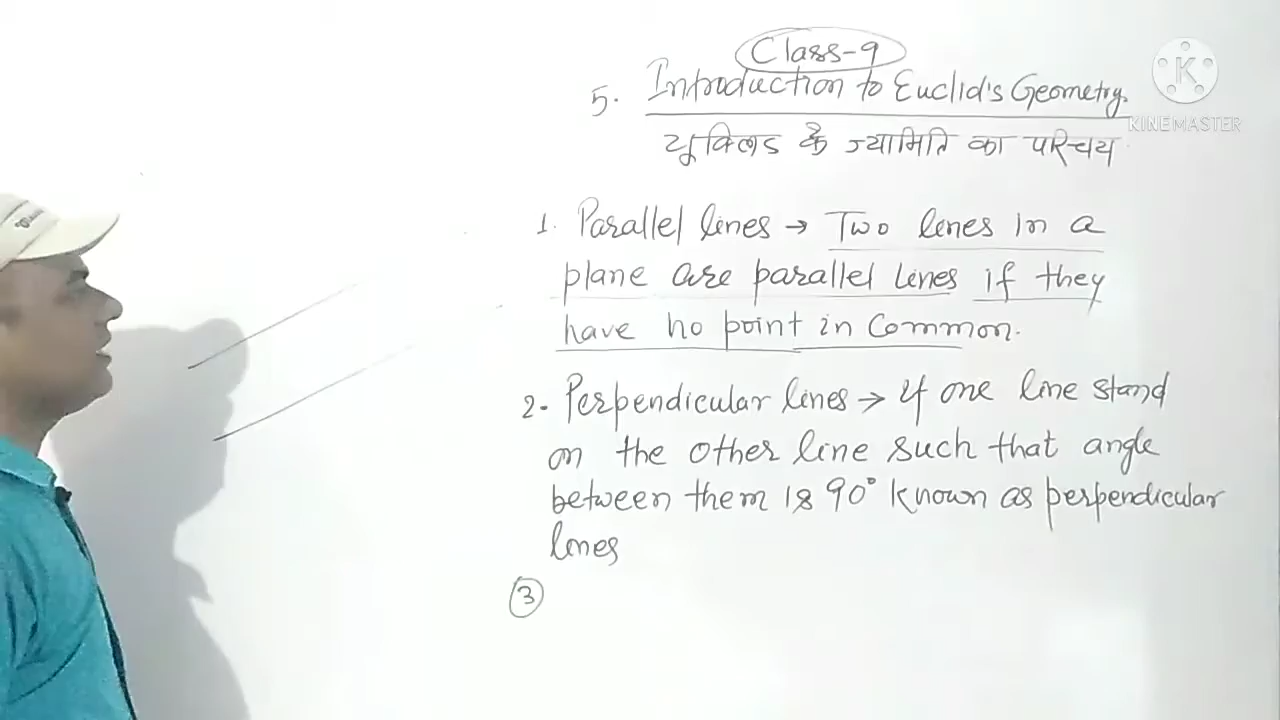 Class-9
5. Introduction to Euclid's Geometry.
यूक्लिड के ज्यामिति का परिचय
1. Parallel lines → Two lines in a
plane are parallel lines if they
have no point in Common.
2- Perpendicular lines → If one line stand
on the other line such that angle
between them is 90° known as perpendicular
lines
3
K
KINEMASTER